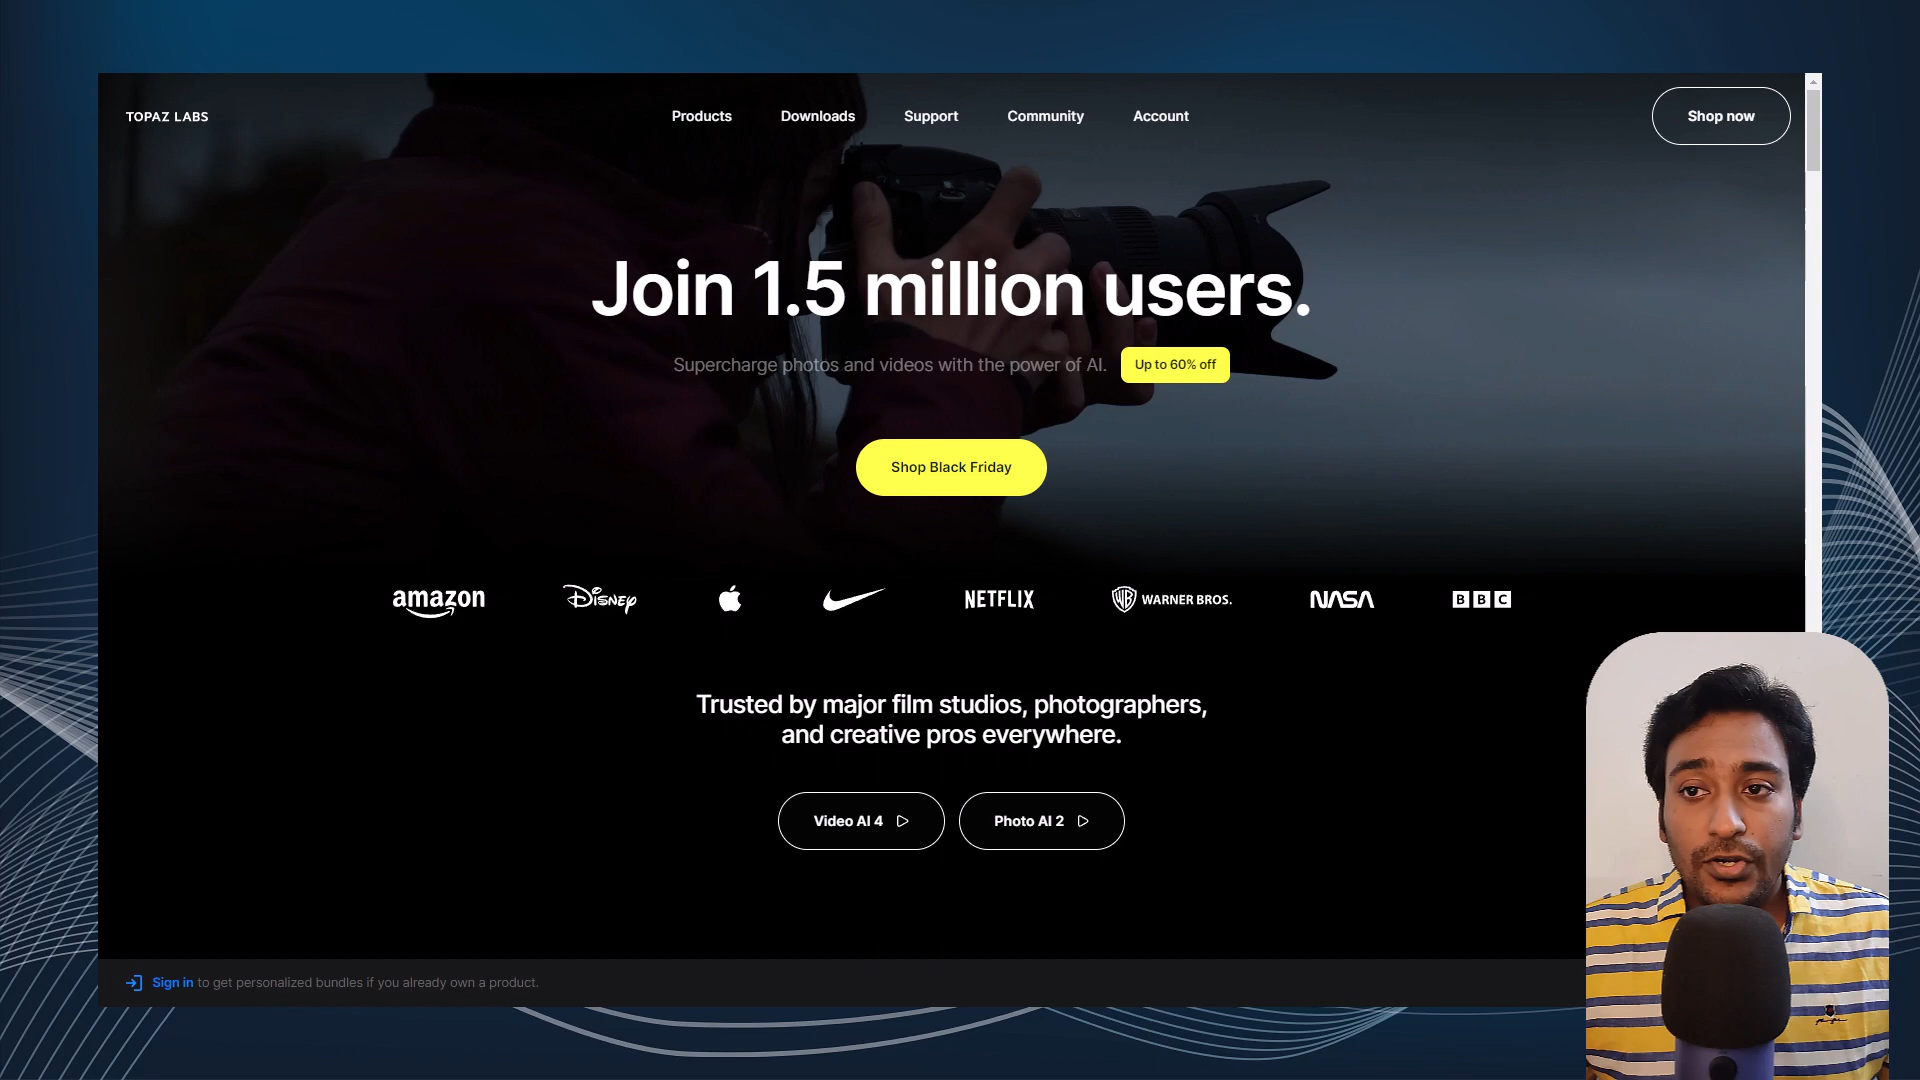 TOPAZ LABS
Products
Downloads
Support
Community
Account
Shop now
Join 1.5 million users.
Supercharge photos and videos with the power of AI.
Up to 60% off
Shop Black Friday
amazon
Disney
NETFLIX
WB WARNER BROS.
NASA
BBC
Trusted by major film studios, photographers,
and creative pros everywhere.
Video AI 4
Photo AI 2
Sign in to get personalized bundles if you already own a product.